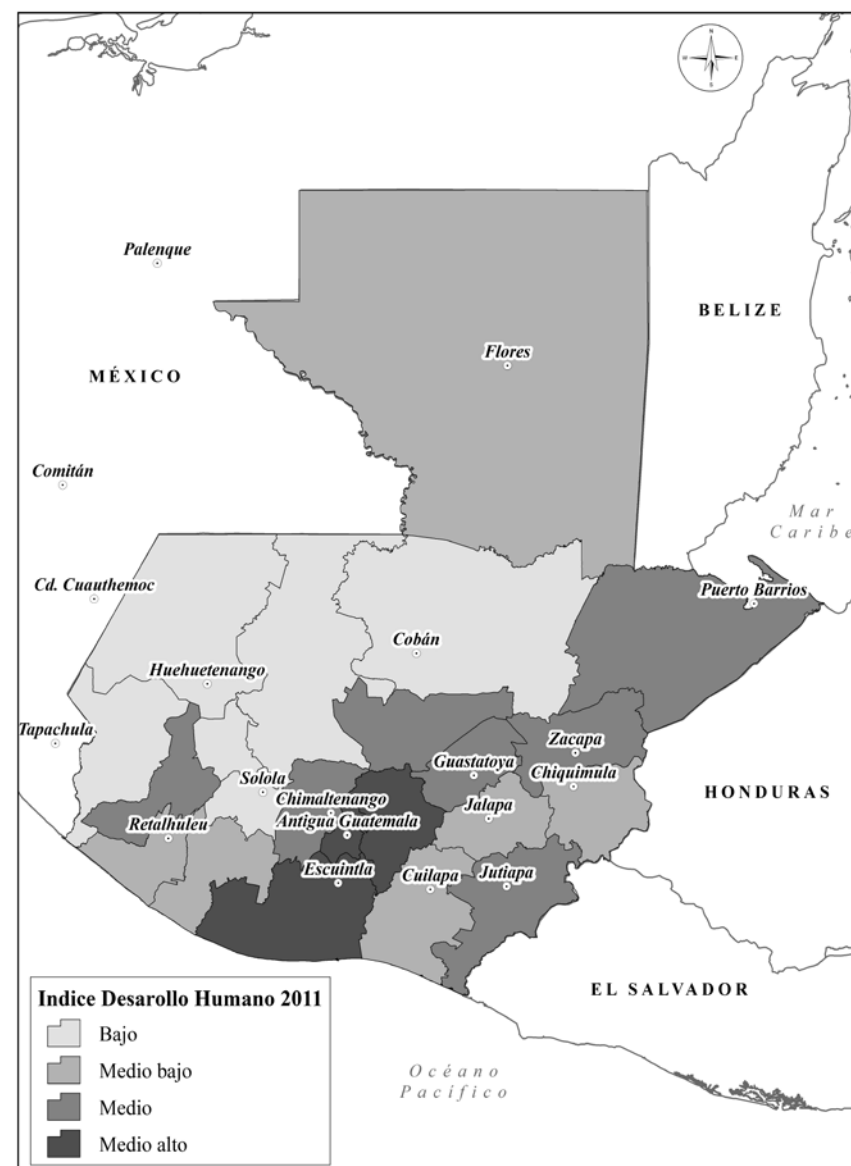 N
W E
S
Palenque
BELIZE
Flores
MÉXICO
Comitán
Mar
Caribe
Cd. Cuauthemoc
Puerto Barrios
Cobán
Huehuetenango
Tapachula
Zacapa
Guastatoya
Chiquimula
Solola
HONDURAS
Chimaltenango
Jalapa
Antigua Guatemala
Retalhuleu
Escuintla
Cuilapa
Jutiapa
EL SALVADOR
Indice Desarollo Humano 2011
Bajo
Medio bajo
Medio
Medio alto
Océano
Pacífico